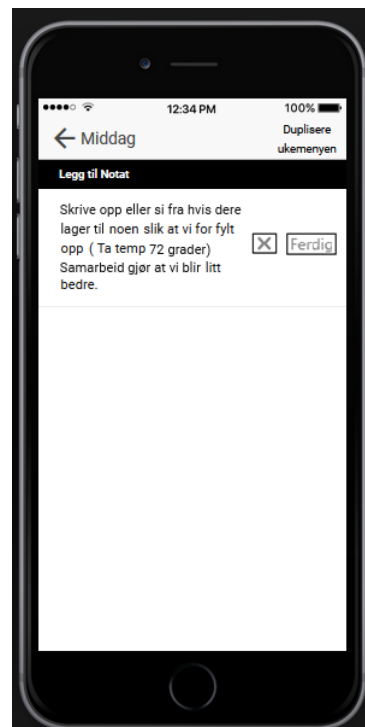 12:34 PM
100%
Middag
Duplisere
ukemenyen
Legg til Notat
Skrive opp eller si fra hvis dere
lager til noen slik at vi for fylt
opp ( Ta temp 72 grader)
Samarbeid gjør at vi blir litt
bedre.
Ferdig